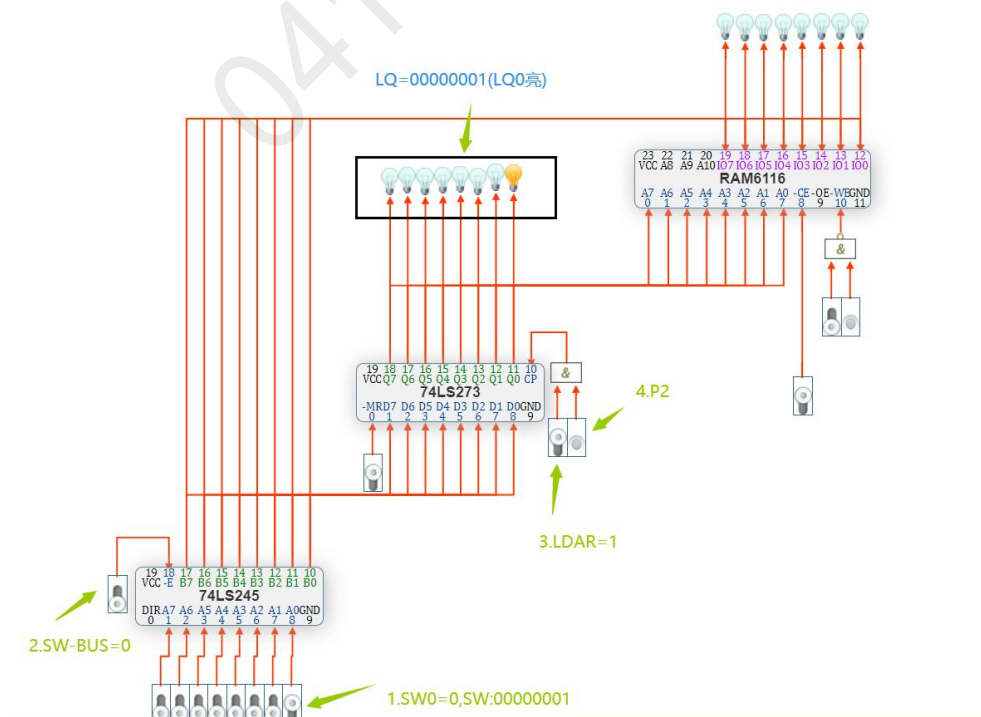 041
LQ=00000001(LQ0亮)
23 22 21 20 19 18 17 16 15 14 13 12
VCC A8 A9 A10 IO7 IO6 IO5 IO4 IO3 IO2 IO1 IO0
RAM6116
A7 A6 A5 A4 A3 A2 A1 A0 -CE -OE -WE GND
0 1 2 3 4 5 6 7 8 9 10 11
&
19 18 17 16 15 14 13 12 11 10
VCC Q7 Q6 Q5 Q4 Q3 Q2 Q1 Q0 CP
74LS273
-MR D7 D6 D5 D4 D3 D2 D1 D0 GND
0 1 2 3 4 5 6 7 8 9
&
4.P2
3.LDAR=1
19 18 17 16 15 14 13 12 11 10
VCC -E B7 B6 B5 B4 B3 B2 B1 B0
74LS245
DIR A7 A6 A5 A4 A3 A2 A1 A0 GND
0 1 2 3 4 5 6 7 8 9
2.SW-BUS=0
1.SW0=0,SW:00000001